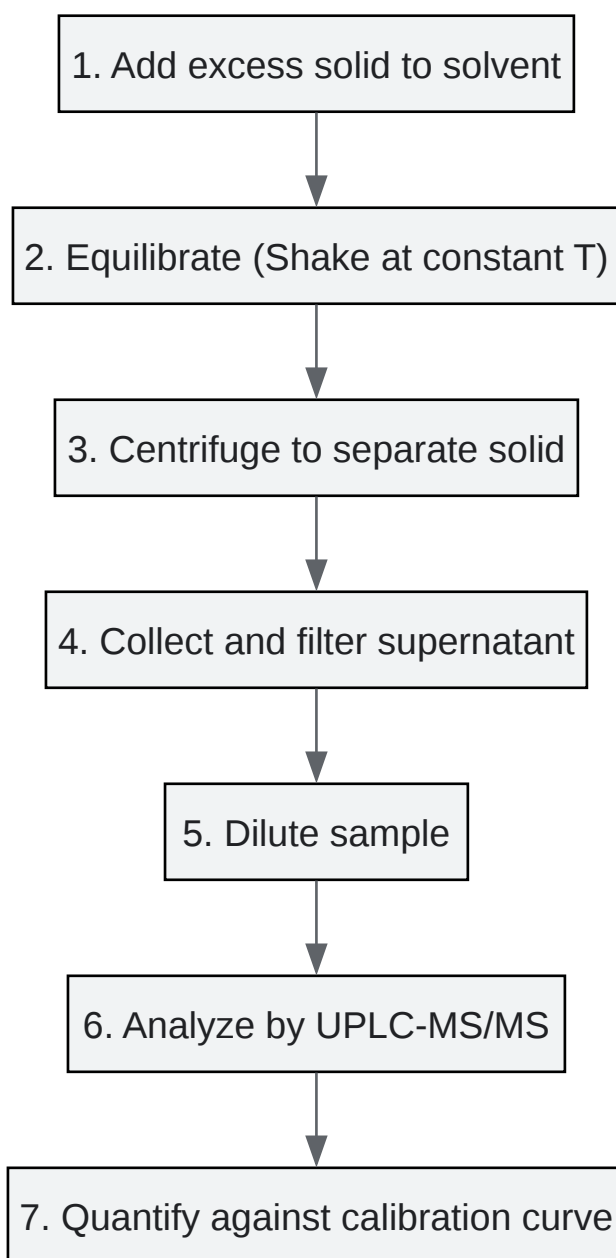 1. Add excess solid to solvent
2. Equilibrate (Shake at constant T)
3. Centrifuge to separate solid
4. Collect and filter supernatant
5. Dilute sample
6. Analyze by UPLC-MS/MS
7. Quantify against calibration curve